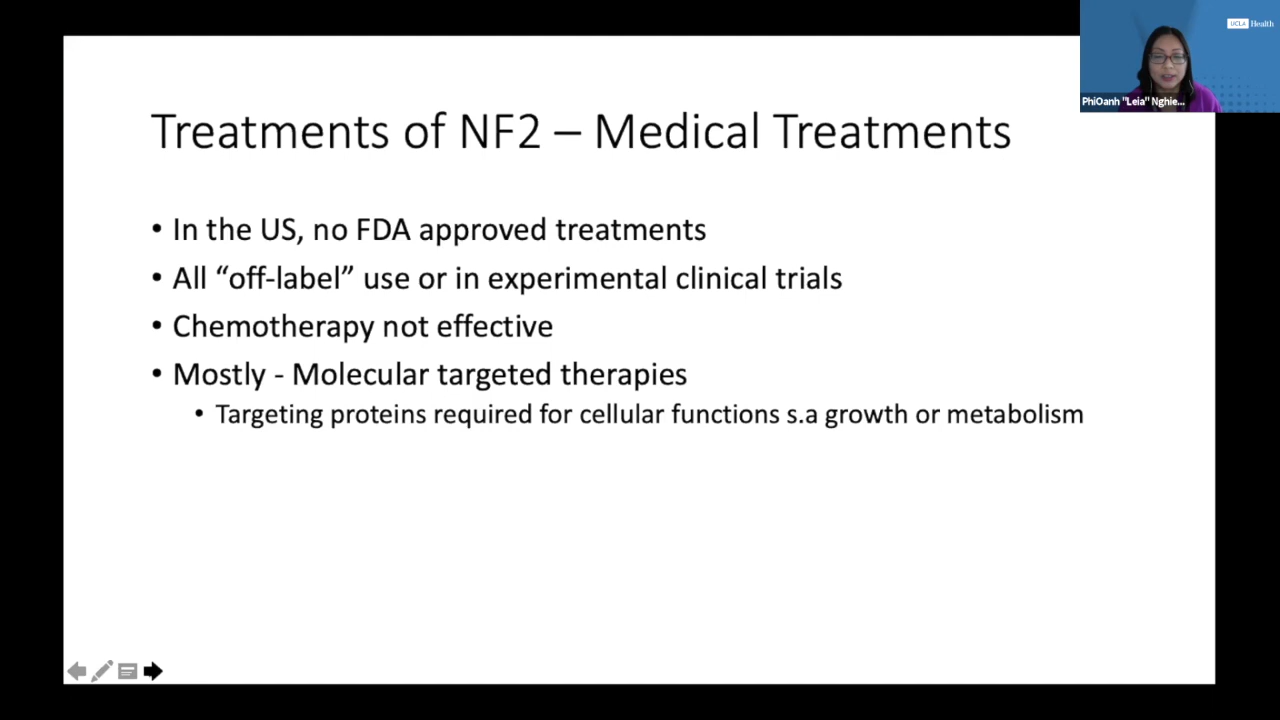 UCLA Health
PhiOanh "Leia" Nghie...
Treatments of NF2 – Medical Treatments
• In the US, no FDA approved treatments
• All “off-label” use or in experimental clinical trials
• Chemotherapy not effective
• Mostly - Molecular targeted therapies
• Targeting proteins required for cellular functions s.a growth or metabolism